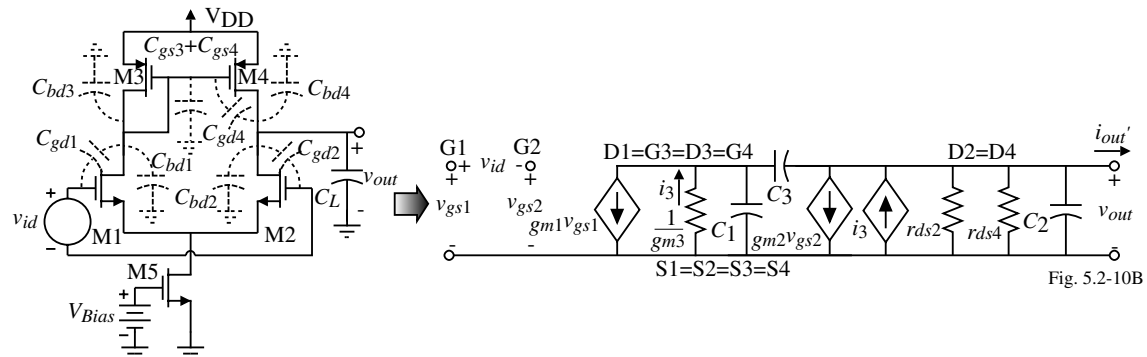 VDD
Cgs3+Cgs4
M3
M4
Cbd3
Cbd4
Cgd4
Cgd1
Cbd1
Cgd2
Cbd2
CL
+
vout
-
+
vid
-
M1
M2
M5
+
VBias
-
G1
G2
+
vid
-
+
vgs1
-
+
vgs2
-
D1=G3=D3=G4
gm1vgs1
i3
1
gm3
C1
C3
gm2vgs2
i3
D2=D4
rds2
rds4
C2
iout'
+
vout
-
S1=S2=S3=S4
Fig. 5.2-10B